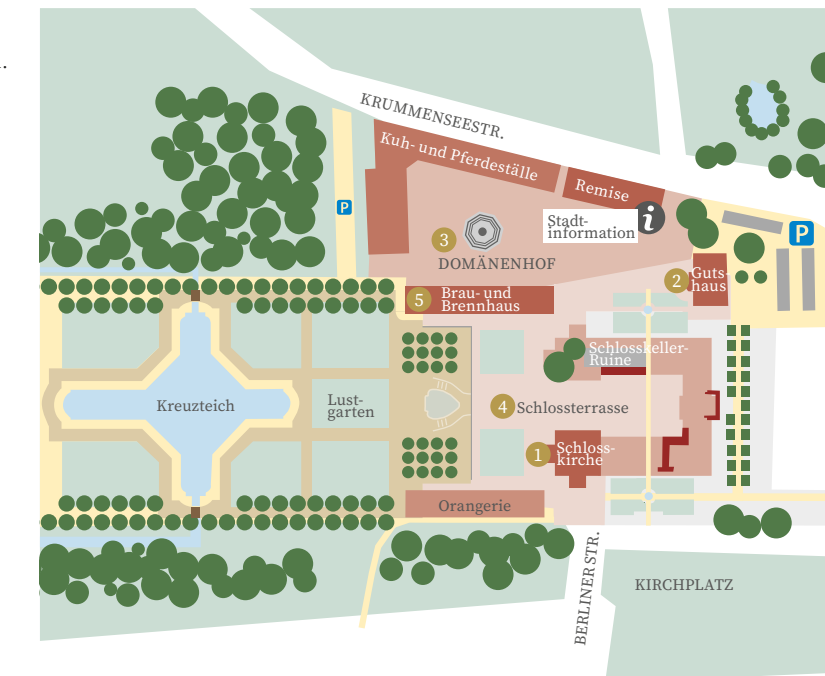 .
KRUMMENSEESTR.
Kuh- und Pferdeställe
Remise
P
i
P
Stadt-
information
3
DOMÄNENHOF
2
Guts-
haus
5
Brau- und
Brennhaus
Schlosskeller-
Ruine
Kreuzteich
Lust-
garten
4
Schlossterrasse
1
Schloss-
kirche
Orangerie
BERLINER STR.
KIRCHPLATZ